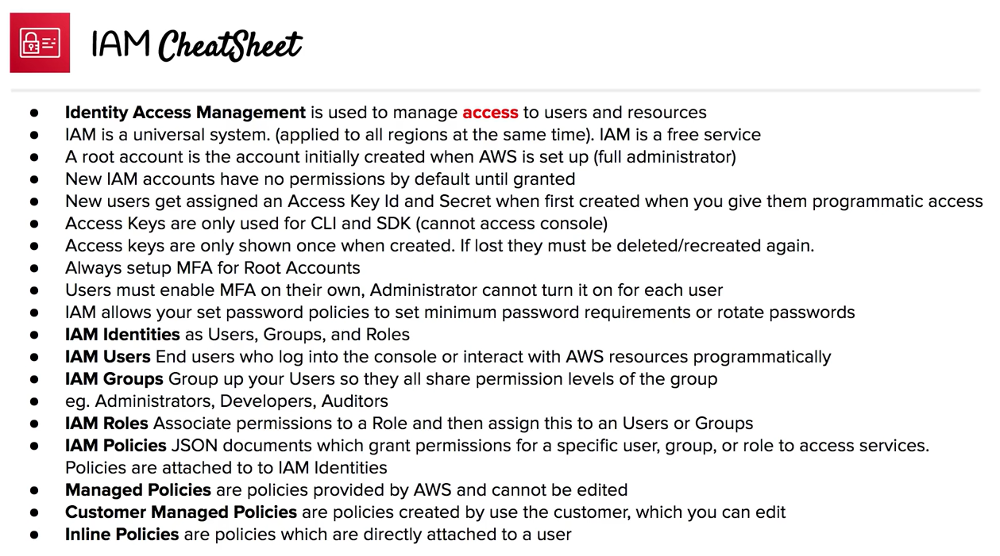 IAM CheatSheet
● Identity Access Management is used to manage access to users and resources
● IAM is a universal system. (applied to all regions at the same time). IAM is a free service
● A root account is the account initially created when AWS is set up (full administrator)
● New IAM accounts have no permissions by default until granted
● New users get assigned an Access Key Id and Secret when first created when you give them programmatic access
● Access Keys are only used for CLI and SDK (cannot access console)
● Access keys are only shown once when created. If lost they must be deleted/recreated again.
● Always setup MFA for Root Accounts
● Users must enable MFA on their own, Administrator cannot turn it on for each user
● IAM allows your set password policies to set minimum password requirements or rotate passwords
● IAM Identities as Users, Groups, and Roles
● IAM Users End users who log into the console or interact with AWS resources programmatically
● IAM Groups Group up your Users so they all share permission levels of the group
● eg. Administrators, Developers, Auditors
● IAM Roles Associate permissions to a Role and then assign this to an Users or Groups
● IAM Policies JSON documents which grant permissions for a specific user, group, or role to access services.
Policies are attached to to IAM Identities
● Managed Policies are policies provided by AWS and cannot be edited
● Customer Managed Policies are policies created by use the customer, which you can edit
● Inline Policies are policies which are directly attached to a user